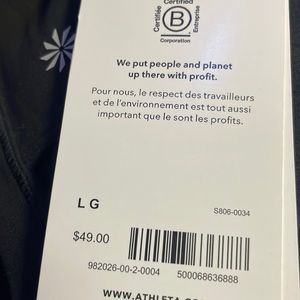 Certified
Certifiée
B
Entreprise
Corporation
We put people and planet
up there with profit.
Pour nous, le respect des travailleurs
et de l'environnement est tout aussi
important que le sont les profits.
L G
S806-0034
$49.00
982026-00-2-0004 500068636888
WWW.ATHLETA.